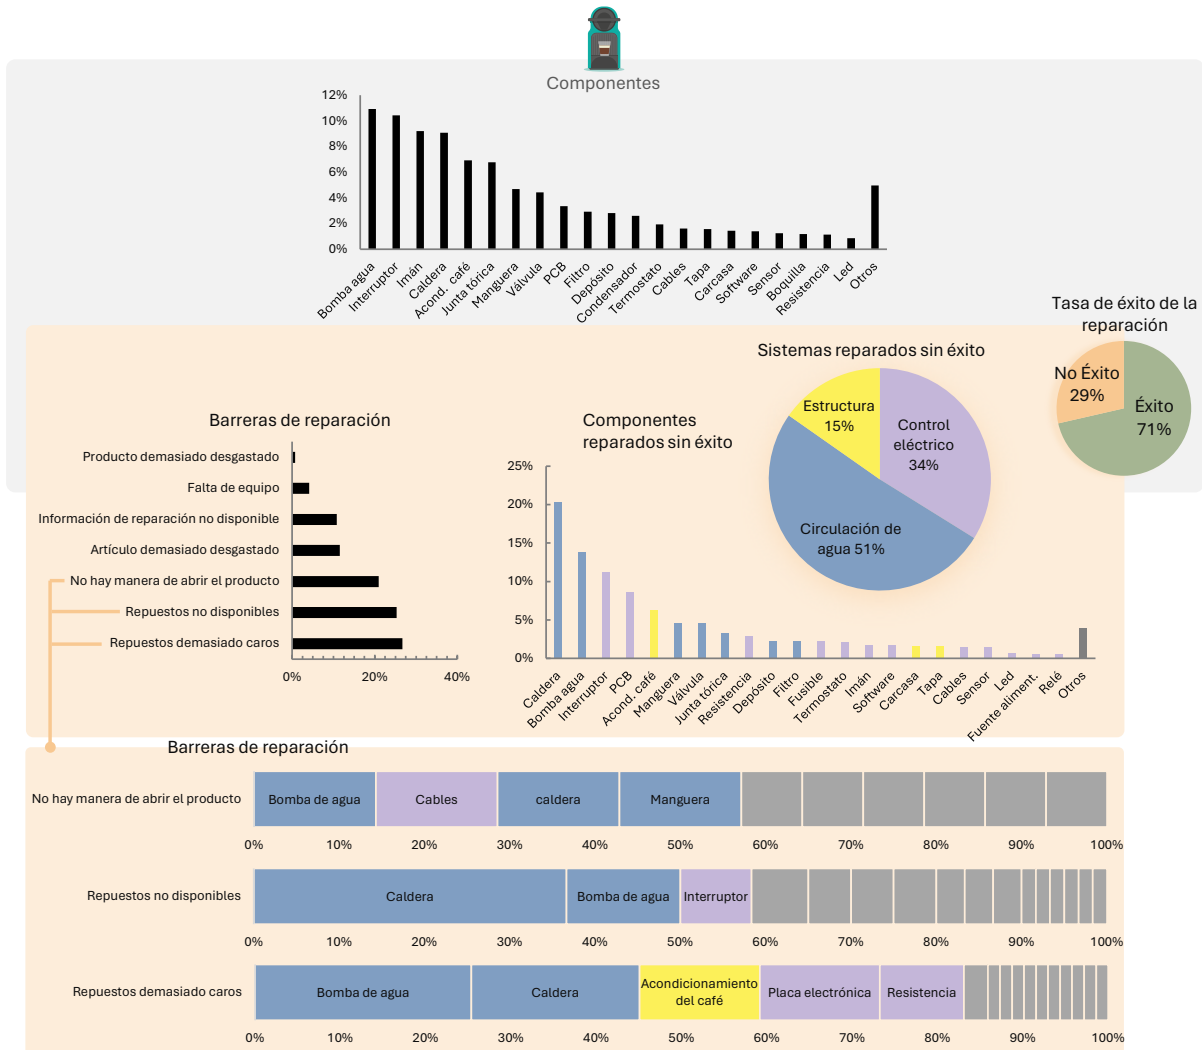 Componentes
12%
10%
8%
6%
4%
2%
0%
Bomba agua
Interruptor
Imán
Caldera
Acond. café
Junta tórica
Manguera
Válvula
PCB
Filtro
Depósito
Condensador
Termostato
Cables
Tapa
Carcasa
Software
Sensor
Boquilla
Resistencia
Led
Otros
Tasa de éxito de la
reparación
No Éxito
29%
Éxito
71%
Sistemas reparados sin éxito
Estructura
15%
Control
eléctrico
34%
Circulación de
agua 51%
Barreras de reparación
Producto demasiado desgastado
Falta de equipo
Información de reparación no disponible
Artículo demasiado desgastado
No hay manera de abrir el producto
Repuestos no disponibles
Repuestos demasiado caros
0%
20%
40%
Componentes
reparados sin éxito
25%
20%
15%
10%
5%
0%
Caldera
Bomba agua
Interruptor
PCB
Acond. café
Manguera
Válvula
Junta tórica
Resistencia
Depósito
Filtro
Fusible
Termostato
Imán
Software
Carcasa
Tapa
Cables
Sensor
Led
Fuente aliment.
Relé
Otros
Barreras de reparación
No hay manera de abrir el producto
Bomba de agua
Cables
caldera
Manguera
0% 10% 20% 30% 40% 50% 60% 70% 80% 90% 100%
Repuestos no disponibles
Caldera
Bomba de agua
Interruptor
0% 10% 20% 30% 40% 50% 60% 70% 80% 90% 100%
Repuestos demasiado caros
Bomba de agua
Caldera
Acondicionamiento
del café
Placa electrónica
Resistencia
0% 10% 20% 30% 40% 50% 60% 70% 80% 90% 100%